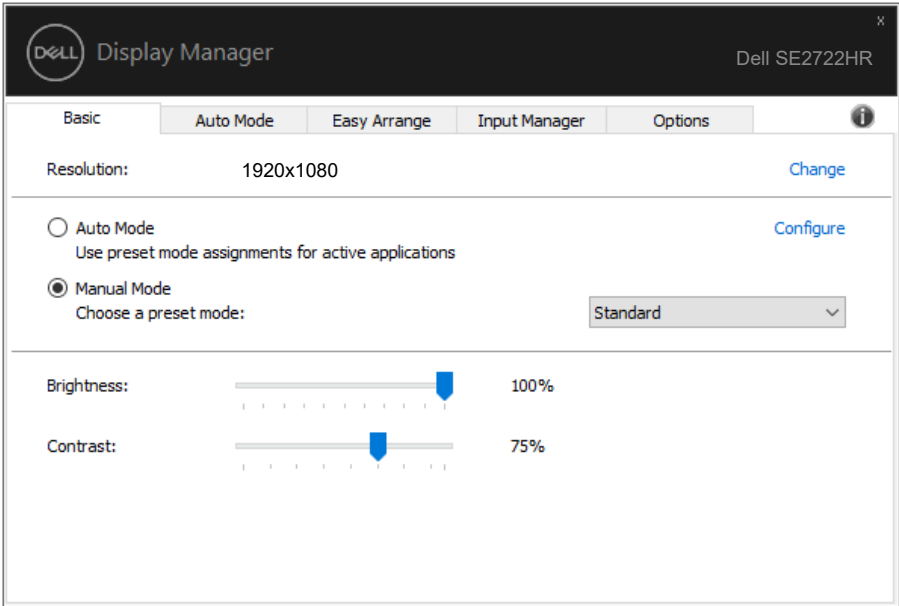 x
DELL Display Manager
Dell SE2722HR
Basic Auto Mode Easy Arrange Input Manager Options i
Resolution: 1920x1080 Change
Auto Mode Configure
Use preset mode assignments for active applications
Manual Mode
Choose a preset mode: Standard
Brightness: 100%
Contrast: 75%